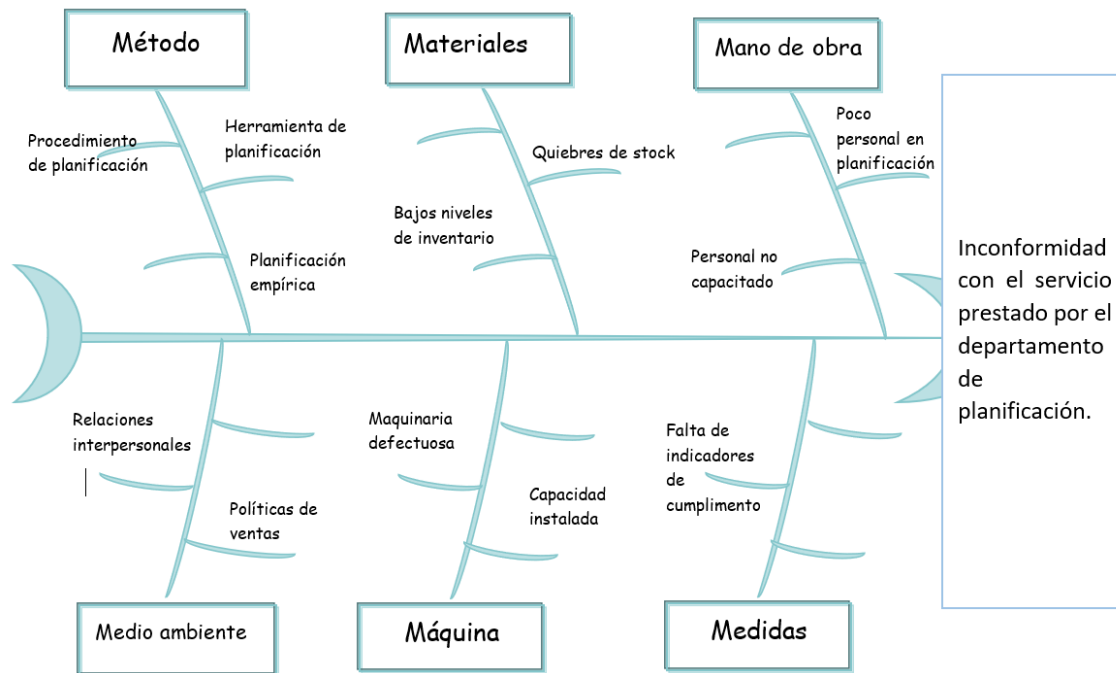 Método
Materiales
Mano de obra
Procedimiento
de planificación
Herramienta de
planificación
Planificación
empírica
Quiebres de stock
Bajos niveles
de inventario
Poco
personal en
planificación
Personal no
capacitado
Inconformidad
con el servicio
prestado por el
departamento
de
planificación.
Relaciones
interpersonales
Políticas de
ventas
Maquinaria
defectuosa
Capacidad
instalada
Falta de
indicadores
de
cumplimento
Medio ambiente
Máquina
Medidas